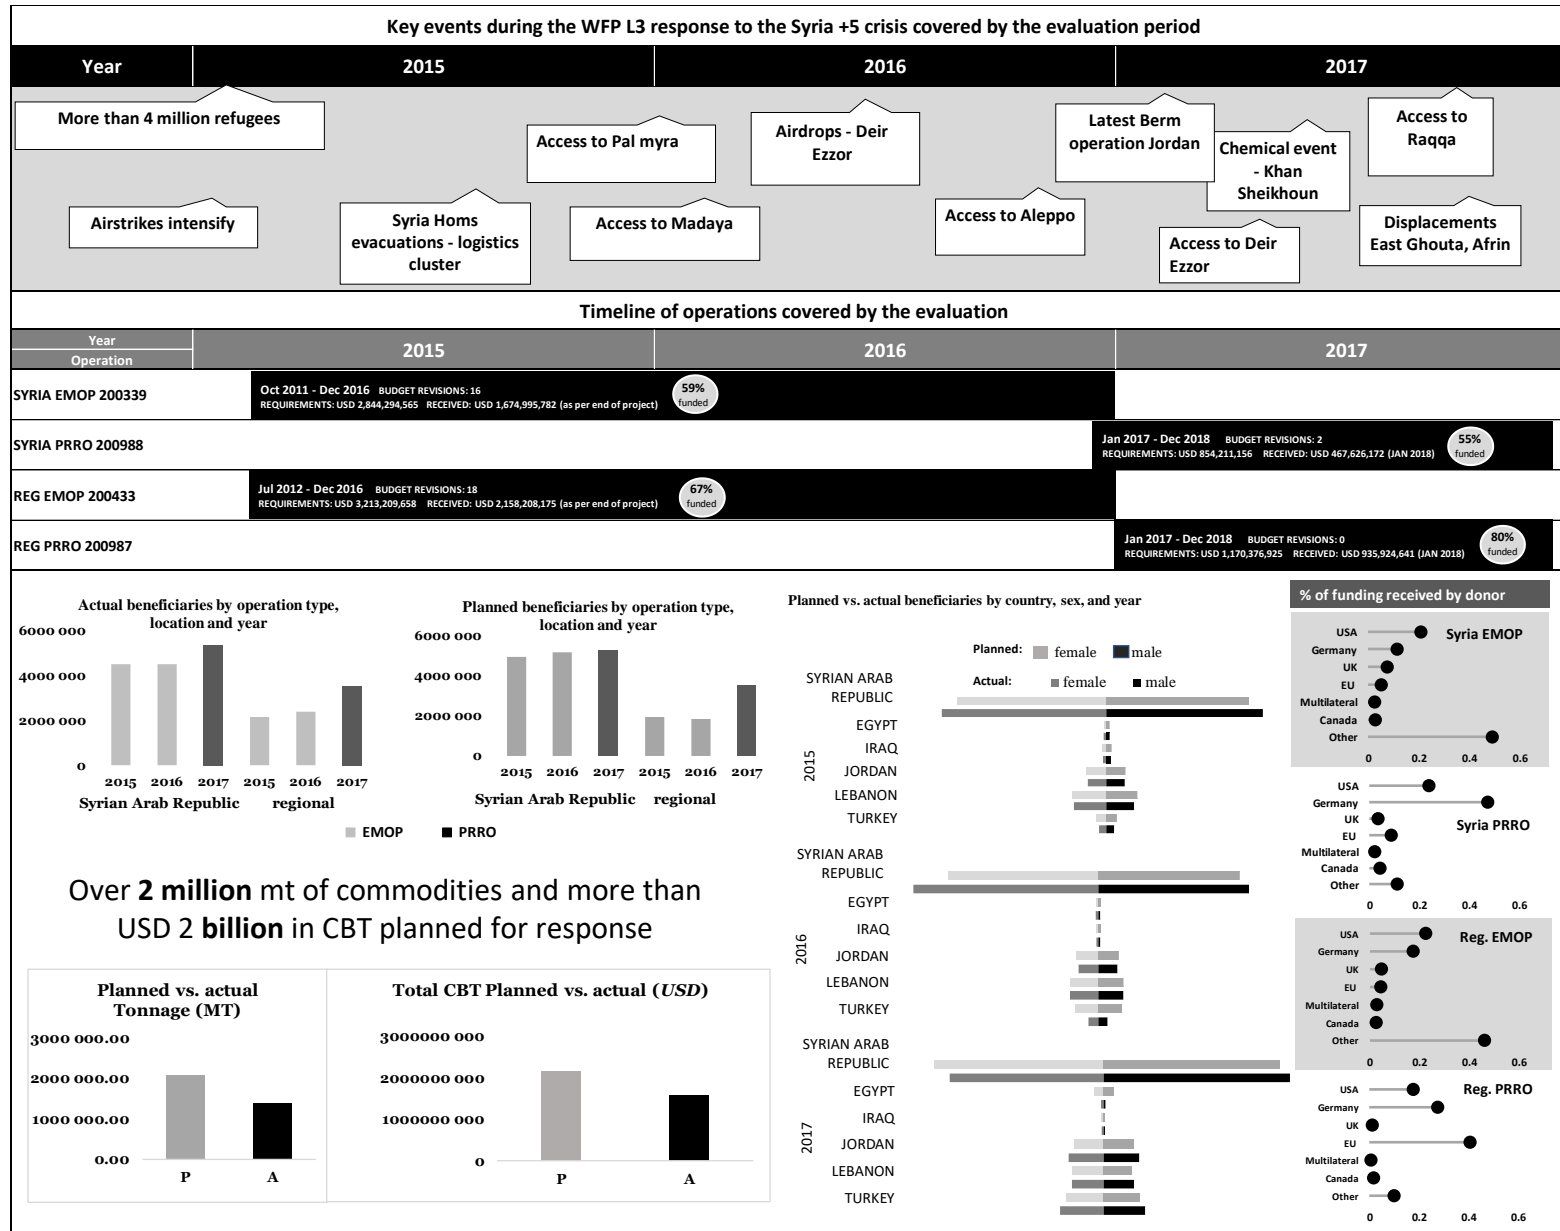 Key events during the WFP L3 response to the Syria +5 crisis covered by the evaluation period
Year 2015 2016 2017
More than 4 million refugees
Access to Pal myra
Airdrops - Deir
Ezzor
Latest Berm
operation Jordan
Chemical event
- Khan
Sheikhoun
Access to
Raqqa
Airstrikes intensify
Syria Homs
evacuations - logistics
cluster
Access to Madaya
Access to Aleppo
Access to Deir
Ezzor
Displacements
East Ghouta, Afrin
Timeline of operations covered by the evaluation
Year
Operation
2015 2016 2017
SYRIA EMOP 200339
Oct 2011 - Dec 2016 BUDGET REVISIONS: 16
REQUIREMENTS: USD 2,844,294,565 RECEIVED: USD 1,674,995,782 (as per end of project)
59%
funded
SYRIA PRRO 200988
Jan 2017 - Dec 2018 BUDGET REVISIONS: 2
REQUIREMENTS: USD 854,211,156 RECEIVED: USD 467,626,172 (JAN 2018)
55%
funded
REG EMOP 200433
Jul 2012 - Dec 2016 BUDGET REVISIONS: 18
REQUIREMENTS: USD 3,213,209,658 RECEIVED: USD 2,158,208,175 (as per end of project)
67%
funded
REG PRRO 200987
Jan 2017 - Dec 2018 BUDGET REVISIONS: 0
REQUIREMENTS: USD 1,170,376,925 RECEIVED: USD 935,924,641 (JAN 2018)
80%
funded
Actual beneficiaries by operation type,
location and year
6000 000
4000 000
2000 000
0
2015 2016 2017 2015 2016 2017
Syrian Arab Republic regional
Planned beneficiaries by operation type,
location and year
6000 000
4000 000
2000 000
0
2015 2016 2017 2015 2016 2017
Syrian Arab Republic regional
EMOP PRRO
Over 2 million mt of commodities and more than
USD 2 billion in CBT planned for response
Planned vs. actual
Tonnage (MT)
3000 000.00
2000 000.00
1000 000.00
0.00
P A
Total CBT Planned vs. actual (USD)
3000000 000
2000000 000
1000000 000
0
P A
Planned vs. actual beneficiaries by country, sex, and year
Planned: female male
Actual: female male
2015
SYRIAN ARAB
REPUBLIC
EGYPT
IRAQ
JORDAN
LEBANON
TURKEY
2016
SYRIAN ARAB
REPUBLIC
EGYPT
IRAQ
JORDAN
LEBANON
TURKEY
2017
SYRIAN ARAB
REPUBLIC
EGYPT
IRAQ
JORDAN
LEBANON
TURKEY
% of funding received by donor
Syria EMOP
USA
Germany
UK
EU
Multilateral
Canada
Other
0 0.2 0.4 0.6
Syria PRRO
USA
Germany
UK
EU
Multilateral
Canada
Other
0 0.2 0.4 0.6
Reg. EMOP
USA
Germany
UK
EU
Multilateral
Canada
Other
0 0.2 0.4 0.6
Reg. PRRO
USA
Germany
UK
EU
Multilateral
Canada
Other
0 0.2 0.4 0.6